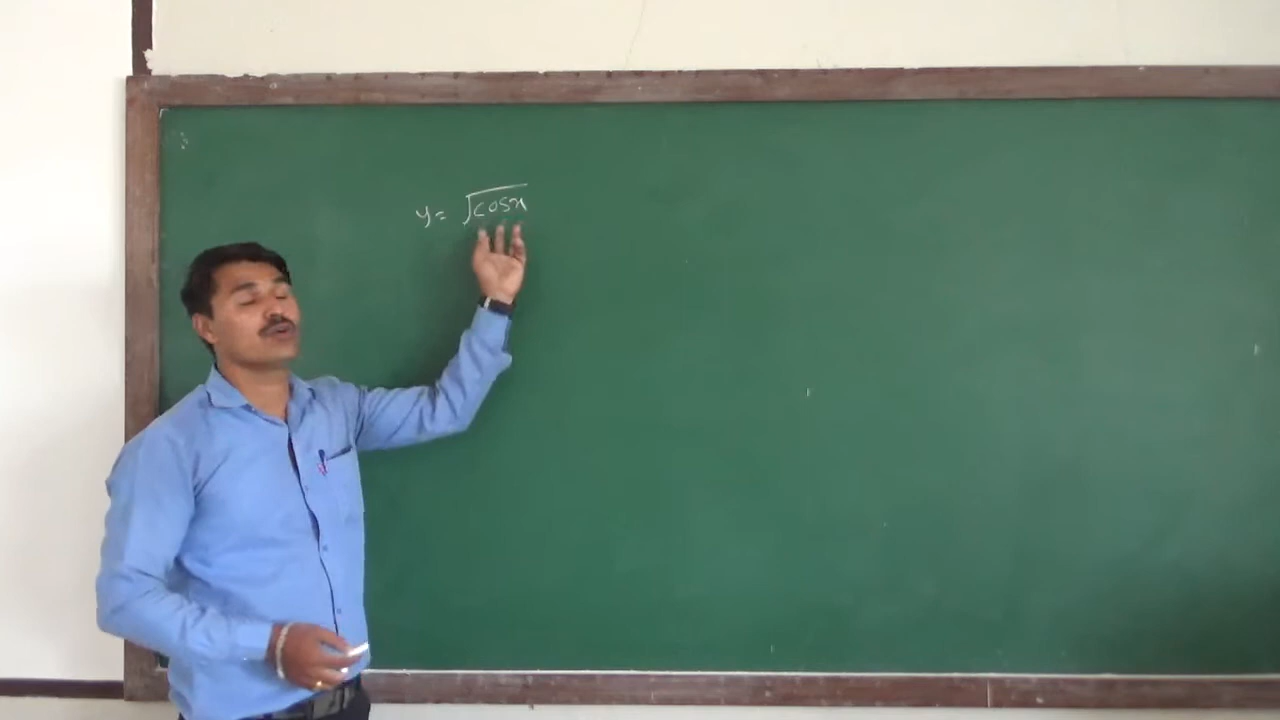 y= √cosx